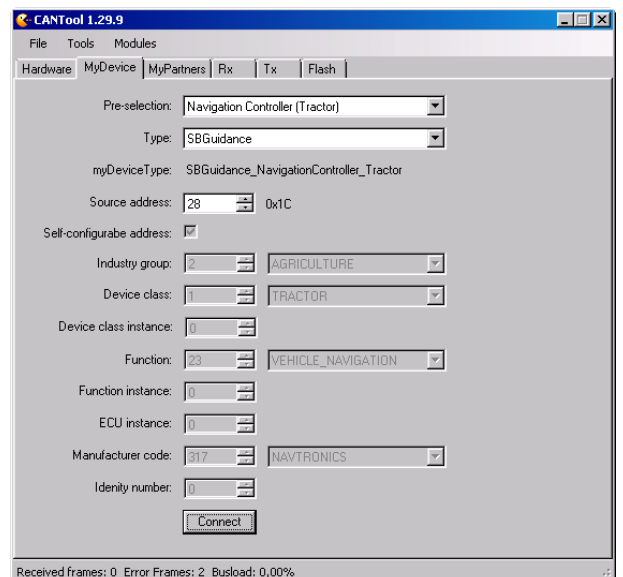 CANTool 1.29.9
File Tools Modules
Hardware MyDevice MyPartners Rx Tx Flash
Pre-selection: Navigation Controller (Tractor)
Type: SBGuidance
myDeviceType: SBGuidance_NavigationController_Tractor
Source address: 28 0x1C
Self-configurabe address:
Industry group: 2 AGRICULTURE
Device class: 1 TRACTOR
Device class instance: 0
Function: 23 VEHICLE_NAVIGATION
Function instance: 0
ECU instance: 0
Manufacturer code: 317 NAVTRONICS
Idenity number: 0
Connect
Received frames: 0 Error Frames: 2 Busload: 0,00%